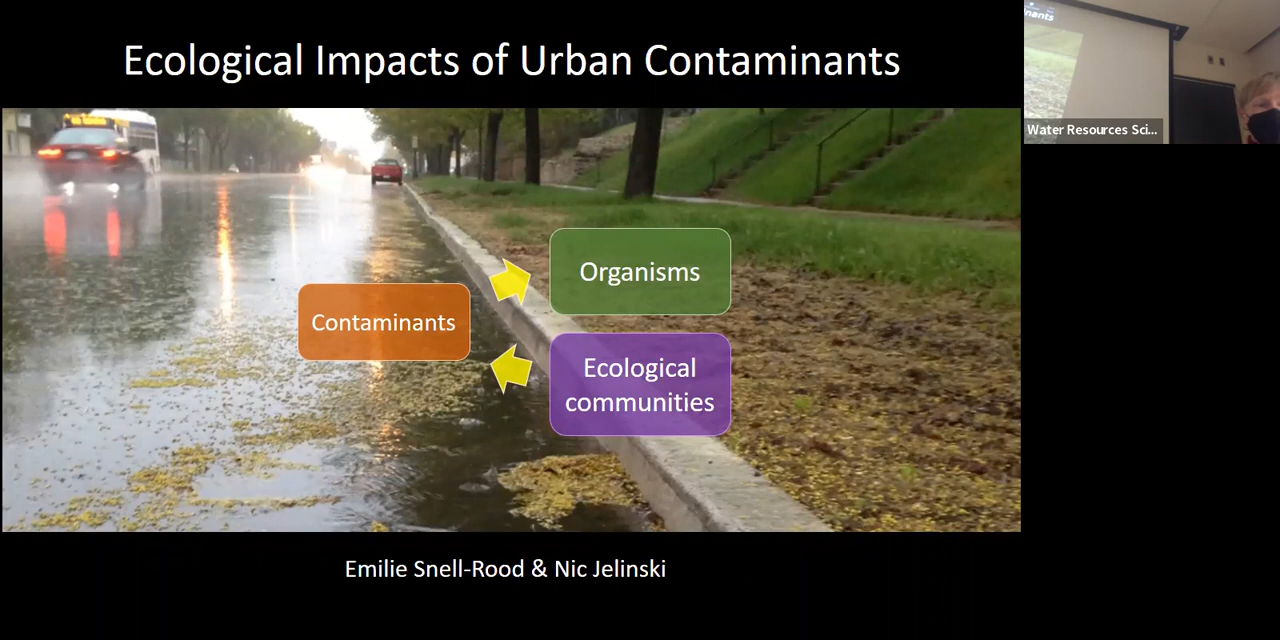 Ecological Impacts of Urban Contaminants
Organisms
Contaminants
Ecological
communities
Emilie Snell-Rood & Nic Jelinski
Water Resources Sci...